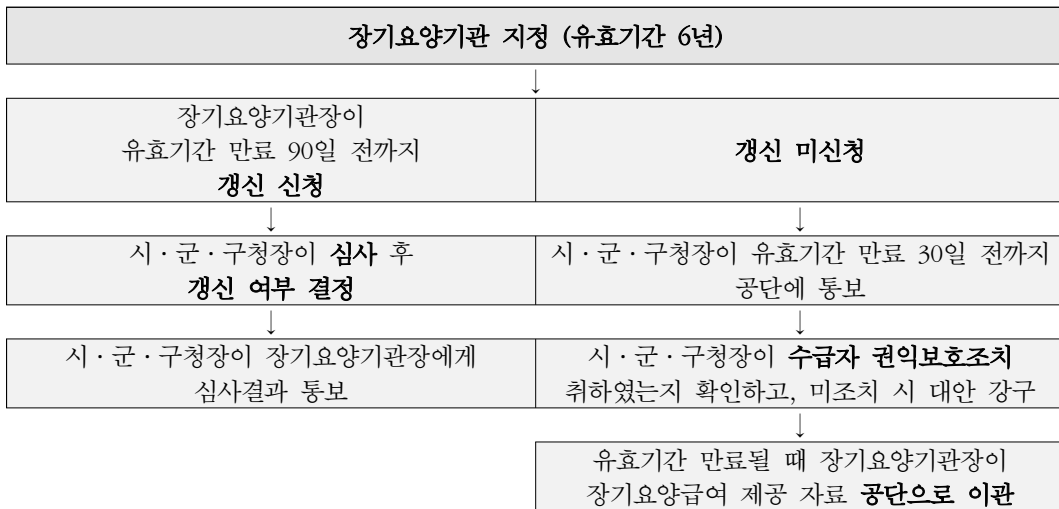 장기요양기관 지정 (유효기간 6년)
↓
장기요양기관장이
유효기간 만료 90일 전까지
갱신 신청
갱신 미신청
↓
↓
시·군·구청장이 심사 후
갱신 여부 결정
시·군·구청장이 유효기간 만료 30일 전까지
공단에 통보
↓
↓
시·군·구청장이 장기요양기관장에게
심사결과 통보
시·군·구청장이 수급자 권익보호조치
취하였는지 확인하고, 미조치 시 대안 강구
↓
유효기간 만료될 때 장기요양기관장이
장기요양급여 제공 자료 공단으로 이관